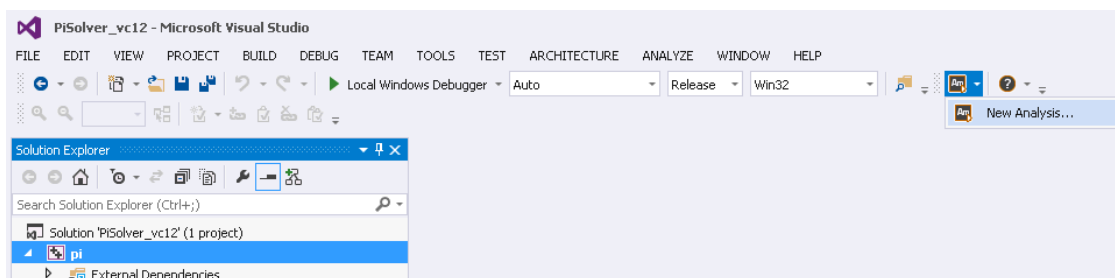 PiSolver_vc12 - Microsoft Visual Studio
FILE EDIT VIEW PROJECT BUILD DEBUG TEAM TOOLS TEST ARCHITECTURE ANALYZE WINDOW HELP
Local Windows Debugger Auto Release Win32 Am ?
Am New Analysis...
Solution Explorer
Search Solution Explorer (Ctrl+;)
Solution 'PiSolver_vc12' (1 project)
pi
External Dependencies